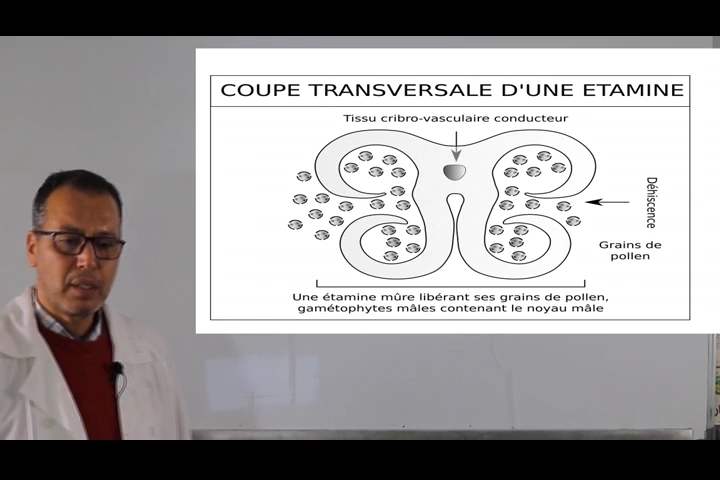 COUPE TRANSVERSALE D'UNE ETAMINE
Tissu cribro-vasculaire conducteur
Déhiscence
Grains de
pollen
Une étamine mûre libérant ses grains de pollen,
gamétophytes mâles contenant le noyau mâle